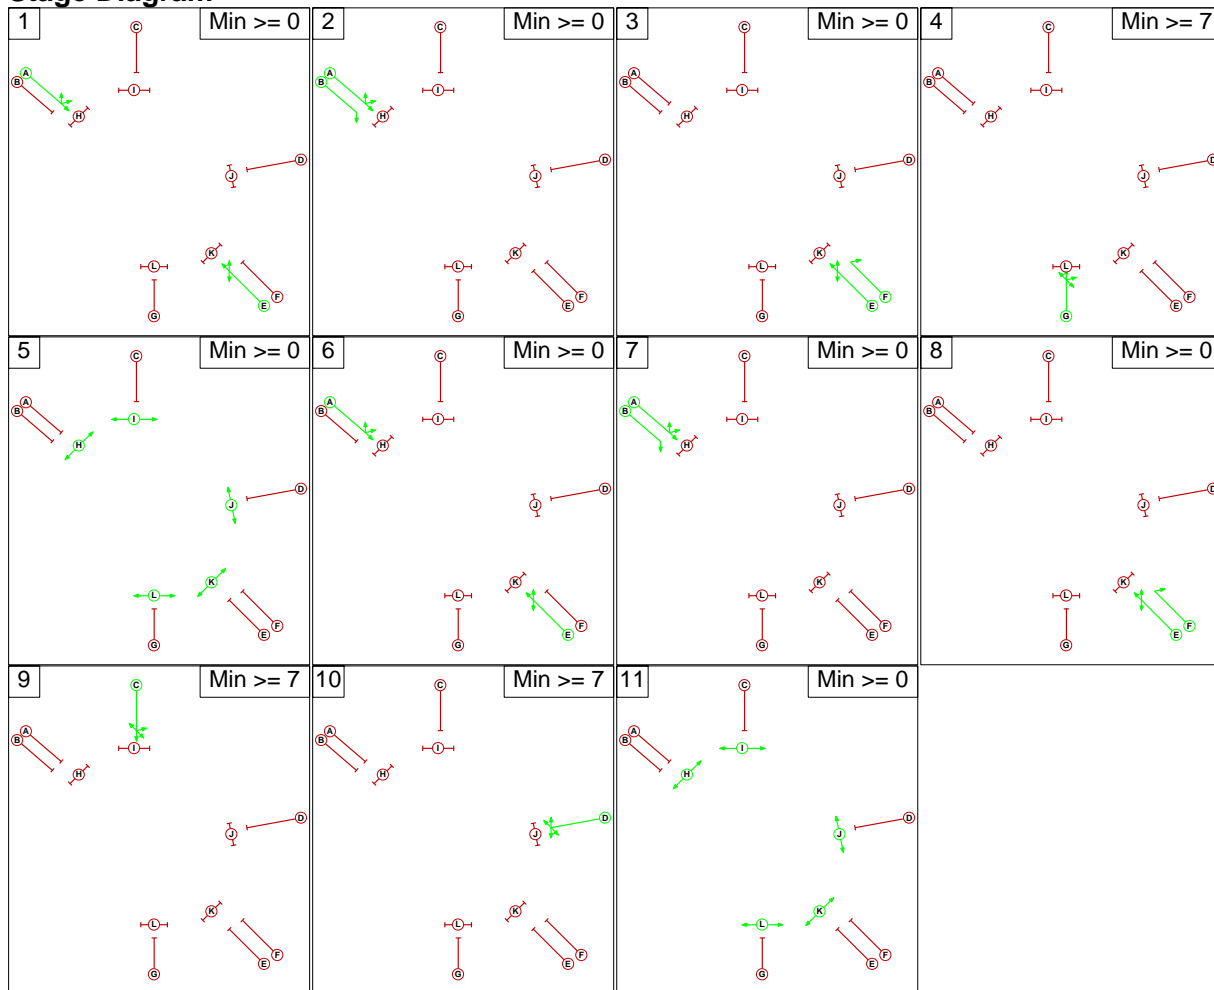 Stage Diagram
1 Min >= 0
C
A
B
I
H
D
J
K
L
F
E
G
2 Min >= 0
C
A
B
I
H
D
J
K
L
F
E
G
3 Min >= 0
C
A
B
I
H
D
J
K
L
F
E
G
4 Min >= 7
C
A
B
I
H
D
J
K
L
F
E
G
5 Min >= 0
C
A
B
I
H
D
J
K
L
F
E
G
6 Min >= 0
C
A
B
I
H
D
J
K
L
F
E
G
7 Min >= 0
C
A
B
I
H
D
J
K
L
F
E
G
8 Min >= 0
C
A
B
I
H
D
J
K
L
F
E
G
9 Min >= 7
C
A
B
I
H
D
J
K
L
F
E
G
10 Min >= 7
C
A
B
I
H
D
J
K
L
F
E
G
11 Min >= 0
C
A
B
I
H
D
J
K
L
F
E
G